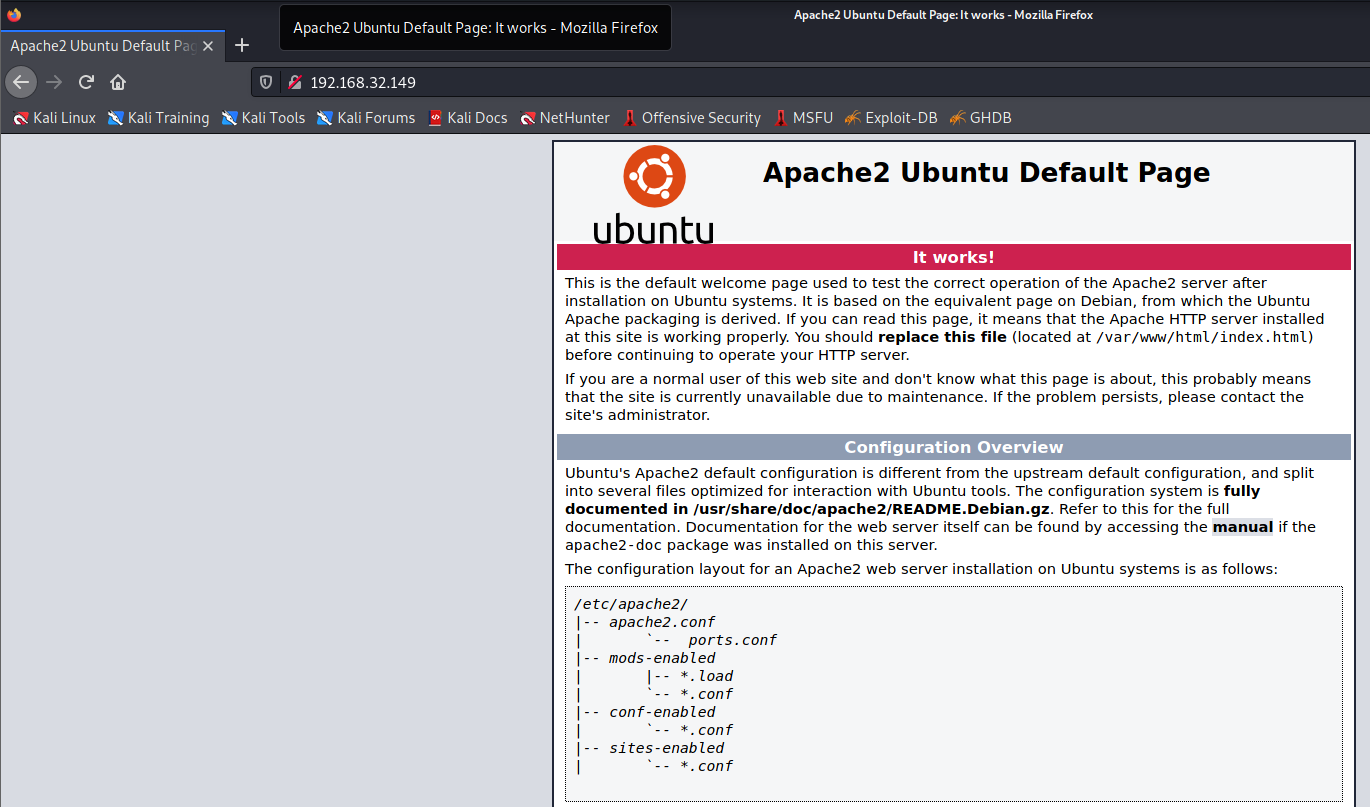 Apache2 Ubuntu Default Page: It works - Mozilla Firefox
Apache2 Ubuntu Default Page: It works - Mozilla Firefox
Apache2 Ubuntu Default Pag
192.168.32.149
Kali Linux Kali Training Kali Tools Kali Forums Kali Docs NetHunter Offensive Security MSFU Exploit-DB GHDB
ubuntu
Apache2 Ubuntu Default Page
It works!
This is the default welcome page used to test the correct operation of the Apache2 server after
installation on Ubuntu systems. It is based on the equivalent page on Debian, from which the Ubuntu
Apache packaging is derived. If you can read this page, it means that the Apache HTTP server installed
at this site is working properly. You should replace this file (located at /var/www/html/index.html)
before continuing to operate your HTTP server.
If you are a normal user of this web site and don't know what this page is about, this probably means
that the site is currently unavailable due to maintenance. If the problem persists, please contact the
site's administrator.
Configuration Overview
Ubuntu's Apache2 default configuration is different from the upstream default configuration, and split
into several files optimized for interaction with Ubuntu tools. The configuration system is fully
documented in /usr/share/doc/apache2/README.Debian.gz. Refer to this for the full
documentation. Documentation for the web server itself can be found by accessing the manual if the
apache2-doc package was installed on this server.
The configuration layout for an Apache2 web server installation on Ubuntu systems is as follows:
/etc/apache2/
|-- apache2.conf
|       `--  ports.conf
|-- mods-enabled
|       |-- *.load
|       `-- *.conf
|-- conf-enabled
|       `-- *.conf
|-- sites-enabled
|       `-- *.conf